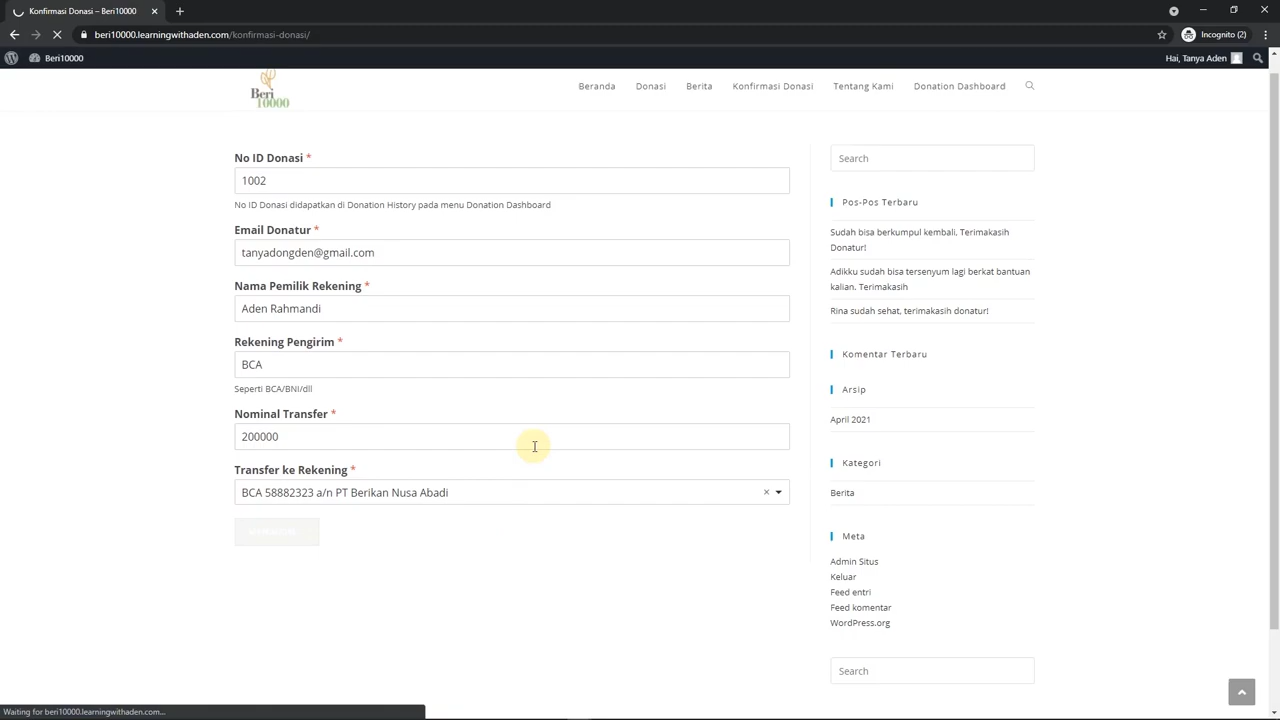 Konfirmasi Donasi – Beri10000
beri10000.learningwithaden.com/konfirmasi-donasi/
Incognito (2)
Beri10000
Hai, Tanya Aden
Beri
10000
Beranda
Donasi
Berita
Konfirmasi Donasi
Tentang Kami
Donation Dashboard
No ID Donasi *
1002
No ID Donasi didapatkan di Donation History pada menu Donation Dashboard
Email Donatur *
tanyadongden@gmail.com
Nama Pemilik Rekening *
Aden Rahmandi
Rekening Pengirim *
BCA
Seperti BCA/BNI/dll
Nominal Transfer *
200000
Transfer ke Rekening *
BCA 58882323 a/n PT Berikan Nusa Abadi
Search
Pos-Pos Terbaru
Sudah bisa berkumpul kembali, Terimakasih
Donatur!
Adikku sudah bisa tersenyum lagi berkat bantuan
kalian. Terimakasih
Rina sudah sehat, terimakasih donatur!
Komentar Terbaru
Arsip
April 2021
Kategori
Berita
Meta
Admin Situs
Keluar
Feed entri
Feed komentar
WordPress.org
Search
Waiting for beri10000.learningwithaden.com...